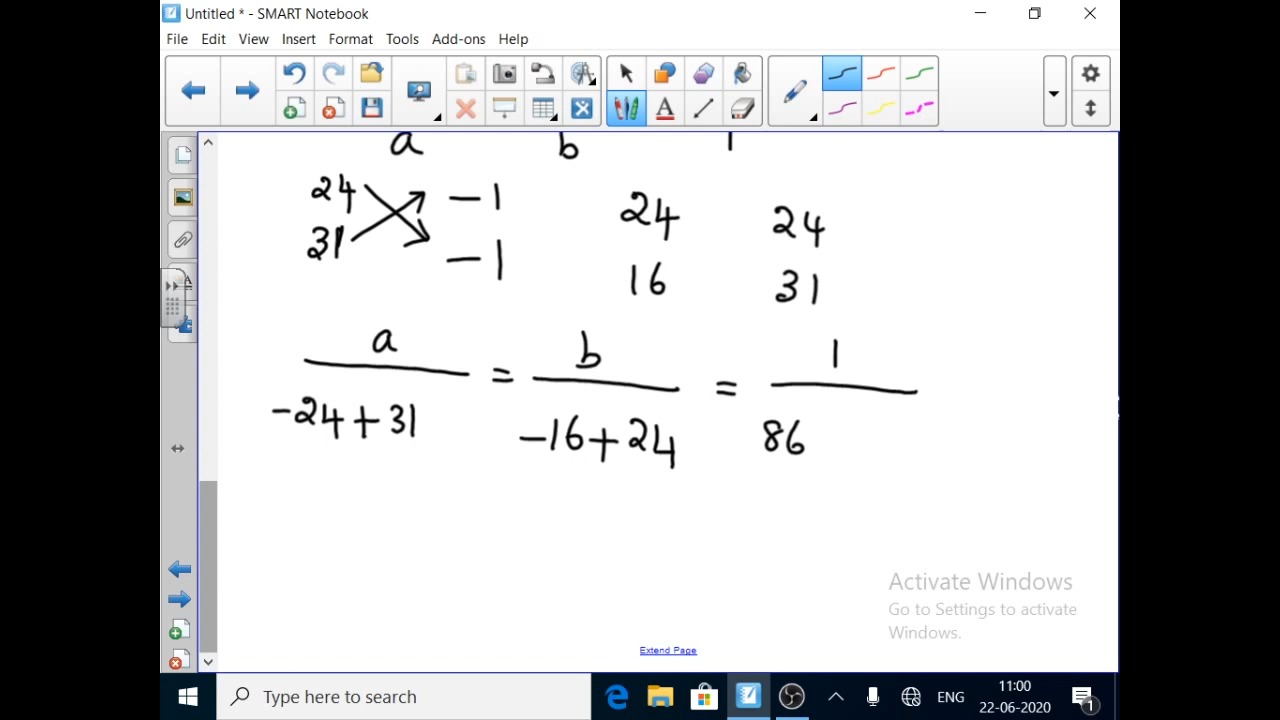 Untitled * - SMART Notebook
File Edit View Insert Format Tools Add-ons Help
a b 1
24 -1 24 24
31 -1 16 31
a = b = 1
-24+31 -16+24 86
Activate Windows
Go to Settings to activate
Windows.
Extend Page
Type here to search
ENG
11:00
22-06-2020
1